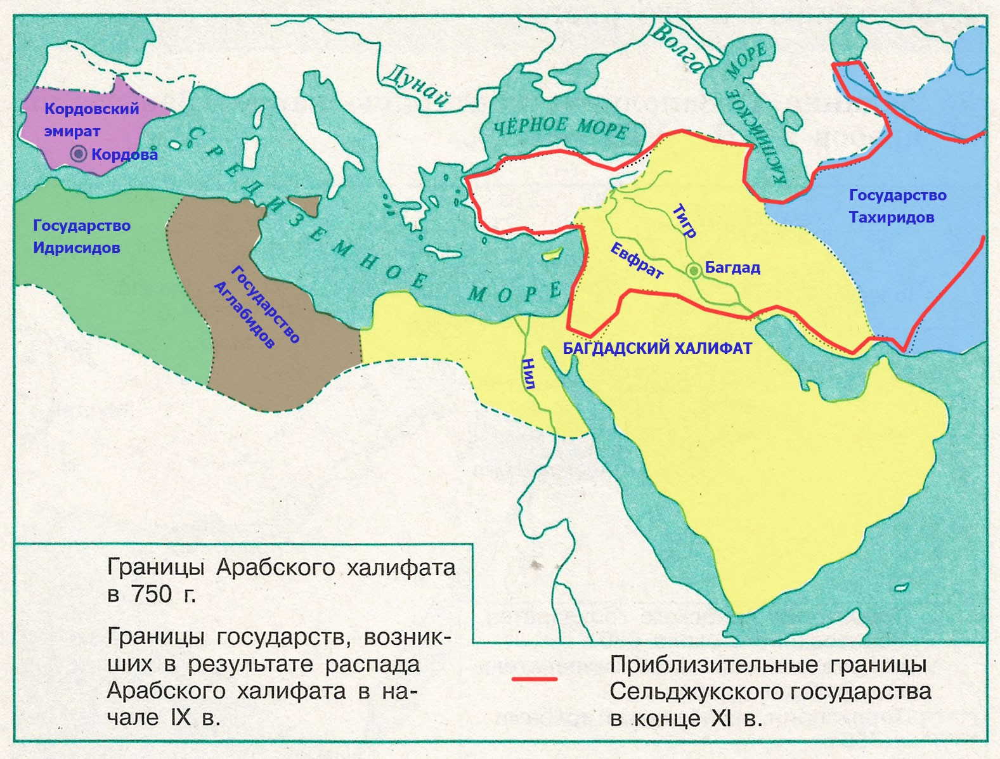 Волга
Дунай
МОРЕ
КАСПИЙСКОЕ
ЧЁРНОЕ МОРЕ
Кордовский
эмират
Кордова
СРЕДИЗЕМНОЕ МОРЕ
Государство
Идрисидов
Государство
Аглабидов
Государство
Тахиридов
Тигр
Евфрат
Багдад
БАГДАДСКИЙ ХАЛИФАТ
Нил
Границы Арабского халифата
в 750 г.
Границы государств, возник-
ших в результате распада
Арабского халифата в на-
чале IX в.
Приблизительные границы
Сельджукского государства
в конце XI в.